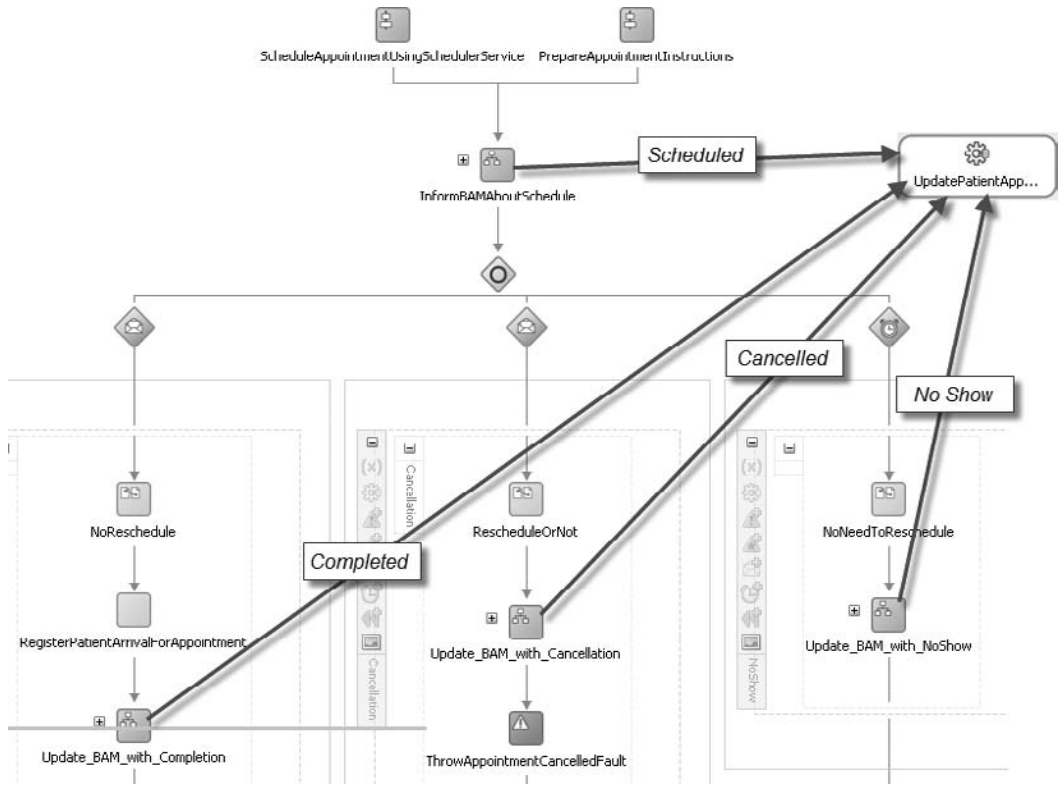 ScheduleAppointmentUsingSchedulerService
PrepareAppointmentInstructions
Scheduled
UpdatePatientApp...
InformBAMAboutSchedule
Cancelled
No Show
Cancellation
NoReschedule
RescheduleOrNot
NoNeedToReschedule
Completed
RegisterPatientArrivalForAppointment
Update_BAM_with_Cancellation
Update_BAM_with_NoShow
Cancellation
NoShow
Update_BAM_with_Completion
ThrowAppointmentCancelledFault